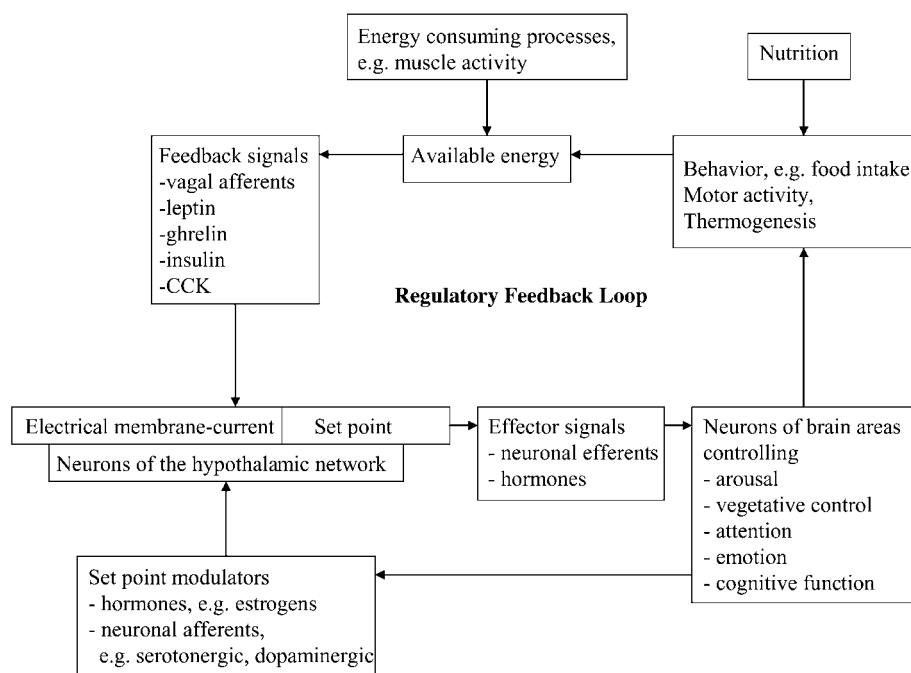 Energy consuming processes,
e.g. muscle activity
Nutrition
Feedback signals
-vagal afferents
-leptin
-ghrelin
-insulin
-CCK
Available energy
Behavior, e.g. food intake
Motor activity,
Thermogenesis
Regulatory Feedback Loop
Electrical membrane-current
Set point
Neurons of the hypothalamic network
Effector signals
- neuronal efferents
- hormones
Neurons of brain areas
controlling
- arousal
- vegetative control
- attention
- emotion
- cognitive function
Set point modulators
- hormones, e.g. estrogens
- neuronal afferents,
e.g. serotonergic, dopaminergic